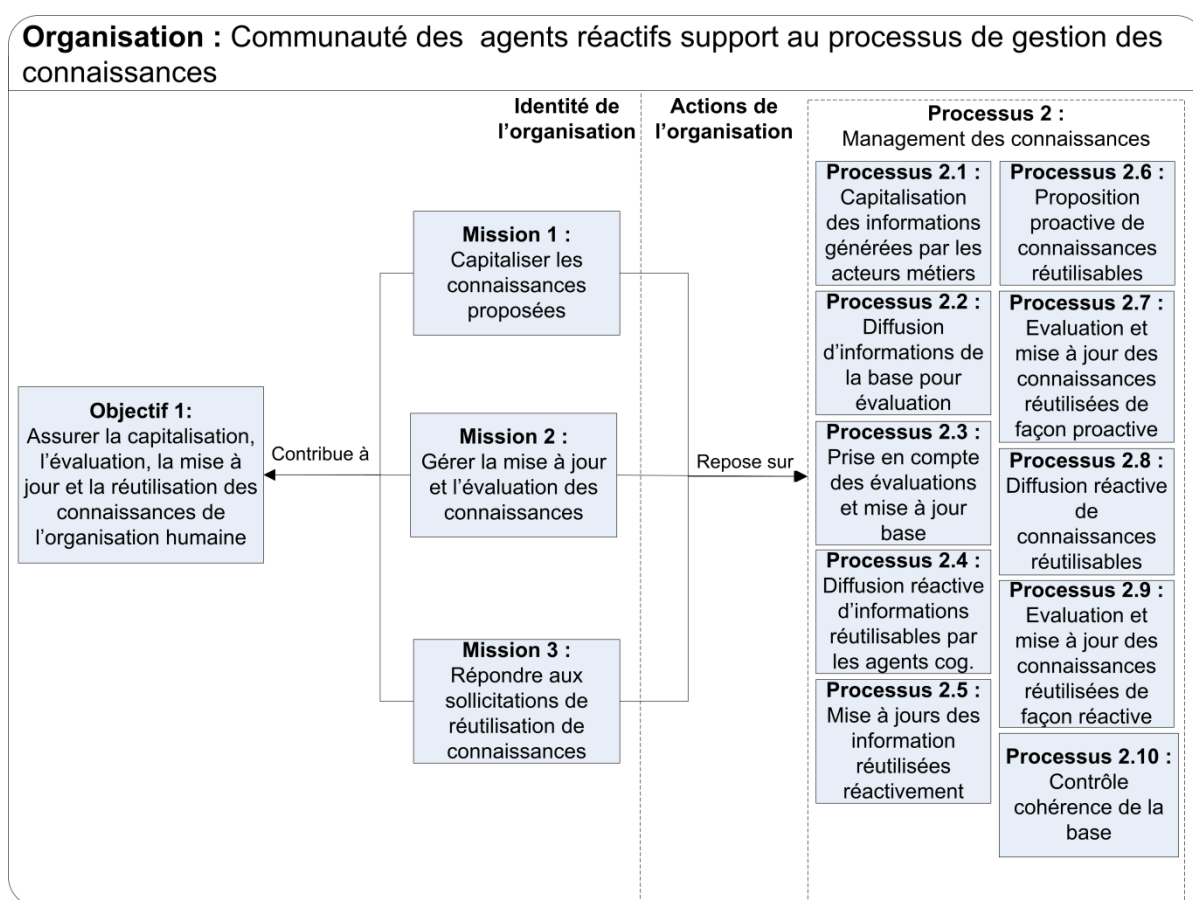 Organisation : Communauté des agents réactifs support au processus de gestion des
connaissances
Identité de
l'organisation
Actions de
l'organisation
Objectif 1:
Assurer la capitalisation,
l'évaluation, la mise à
jour et la réutilisation des
connaissances de
l'organisation humaine
Contribue à
Mission 1 :
Capitaliser les
connaissances
proposées
Mission 2 :
Gérer la mise à jour
et l'évaluation des
connaissances
Mission 3 :
Répondre aux
sollicitations de
réutilisation de
connaissances
Repose sur
Processus 2 :
Management des connaissances
Processus 2.1 :
Capitalisation
des informations
générées par les
acteurs métiers
Processus 2.2 :
Diffusion
d'informations de
la base pour
évaluation
Processus 2.3 :
Prise en compte
des évaluations
et mise à jour
base
Processus 2.4 :
Diffusion réactive
d'informations
réutilisables par
les agents cog.
Processus 2.5 :
Mise à jours des
information
réutilisées
réactivement
Processus 2.6 :
Proposition
proactive de
connaissances
réutilisables
Processus 2.7 :
Evaluation et
mise à jour des
connaissances
réutilisées de
façon proactive
Processus 2.8 :
Diffusion réactive
de
connaissances
réutilisables
Processus 2.9 :
Evaluation et
mise à jour des
connaissances
réutilisées de
façon réactive
Processus 2.10 :
Contrôle
cohérence de la
base